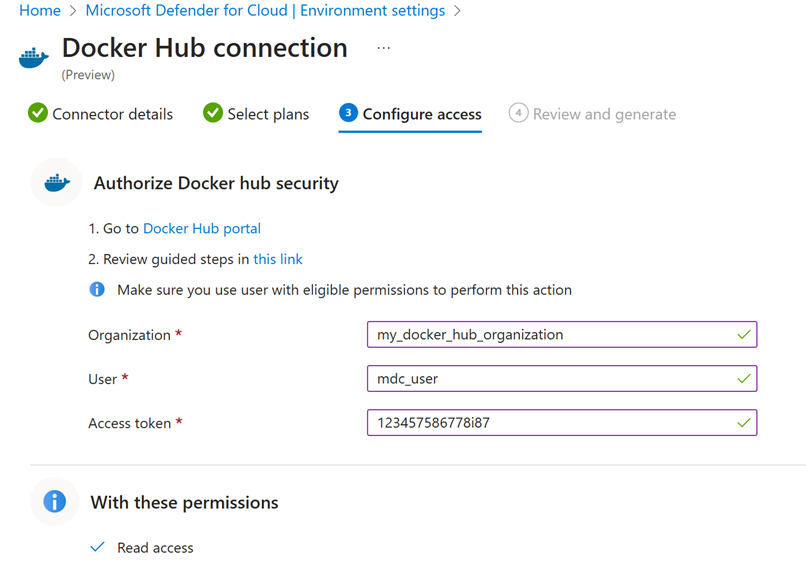 Home > Microsoft Defender for Cloud | Environment settings >
Docker Hub connection ...
(Preview)
Connector details Select plans 3 Configure access 4 Review and generate
Authorize Docker hub security
1. Go to Docker Hub portal
2. Review guided steps in this link
Make sure you use user with eligible permissions to perform this action
Organization * my_docker_hub_organization
User * mdc_user
Access token * 123457586778i87
With these permissions
Read access